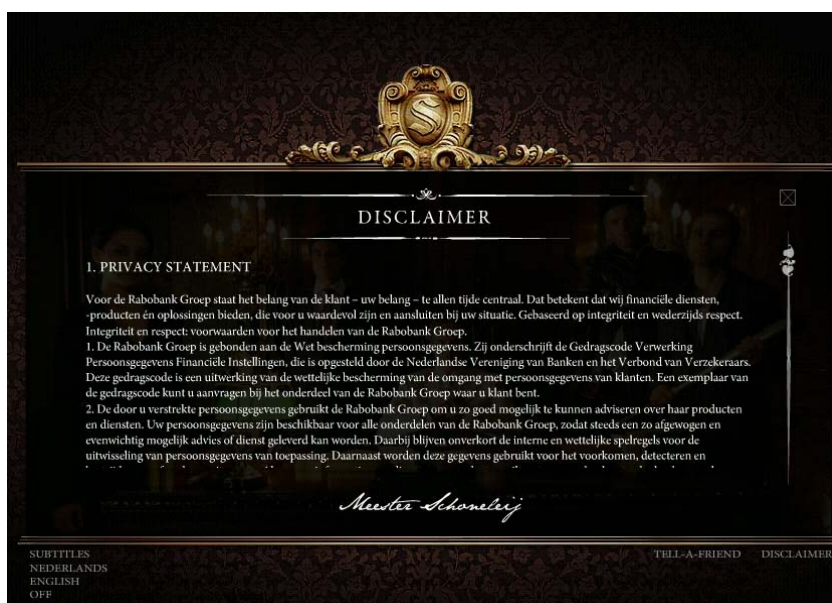 S
DISCLAIMER
1. PRIVACY STATEMENT
Voor de Rabobank Groep staat het belang van de klant – uw belang – te allen tijde centraal. Dat betekent dat wij financiële diensten,
-producten én oplossingen bieden, die voor u waardevol zijn en aansluiten bij uw situatie. Gebaseerd op integriteit en wederzijds respect.
Integriteit en respect: voorwaarden voor het handelen van de Rabobank Groep.
1. De Rabobank Groep is gebonden aan de Wet bescherming persoonsgegevens. Zij onderschrijft de Gedragscode Verwerking
Persoonsgegevens Financiële Instellingen, die is opgesteld door de Nederlandse Vereniging van Banken en het Verbond van Verzekeraars.
Deze gedragscode is een uitwerking van de wettelijke bescherming van de omgang met persoonsgegevens van klanten. Een exemplaar van
de gedragscode kunt u aanvragen bij het onderdeel van de Rabobank Groep waar u klant bent.
2. De door u verstrekte persoonsgegevens gebruikt de Rabobank Groep om u zo goed mogelijk te kunnen adviseren over haar producten
en diensten. Uw persoonsgegevens zijn beschikbaar voor alle onderdelen van de Rabobank Groep, zodat steeds een zo afgewogen en
evenwichtig mogelijk advies of dienst geleverd kan worden. Daarbij blijven onverkort de interne en wettelijke spelregels voor de
uitwisseling van persoonsgegevens van toepassing. Daarnaast worden deze gegevens gebruikt voor het voorkomen, detecteren en
Meester Schoneleij
SUBTITLES
NEDERLANDS
ENGLISH
OFF
TELL-A-FRIEND DISCLAIMER